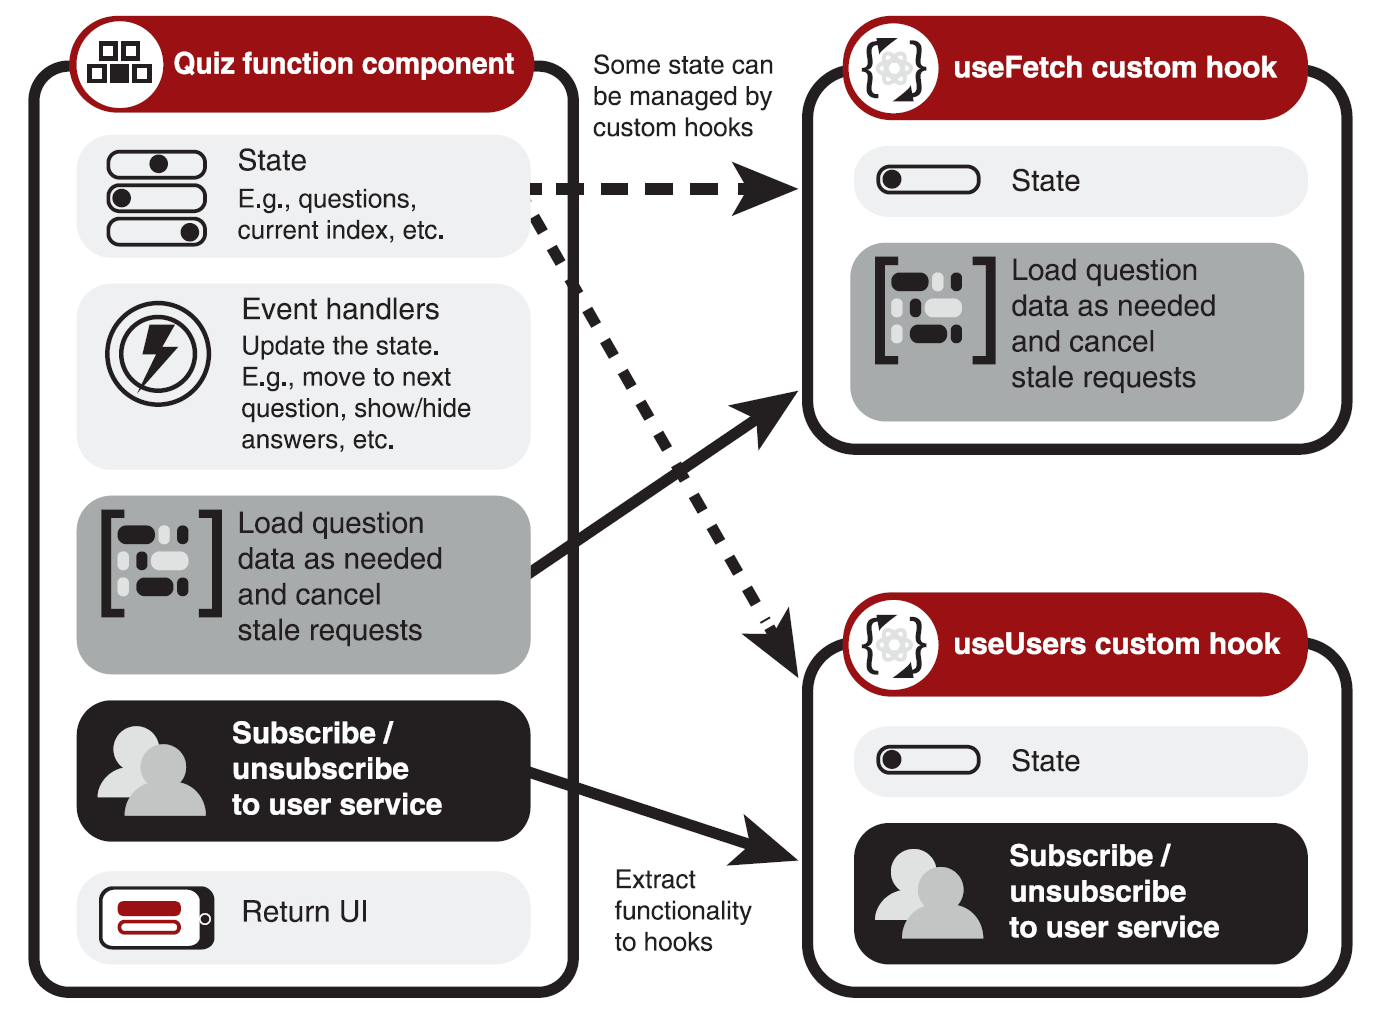 Quiz function component
State
E.g., questions,
current index, etc.
Event handlers
Update the state.
E.g., move to next
question, show/hide
answers, etc.
Load question
data as needed
and cancel
stale requests
Subscribe /
unsubscribe
to user service
Return UI
Some state can
be managed by
custom hooks
Extract
functionality
to hooks
useFetch custom hook
State
Load question
data as needed
and cancel
stale requests
useUsers custom hook
State
Subscribe /
unsubscribe
to user service